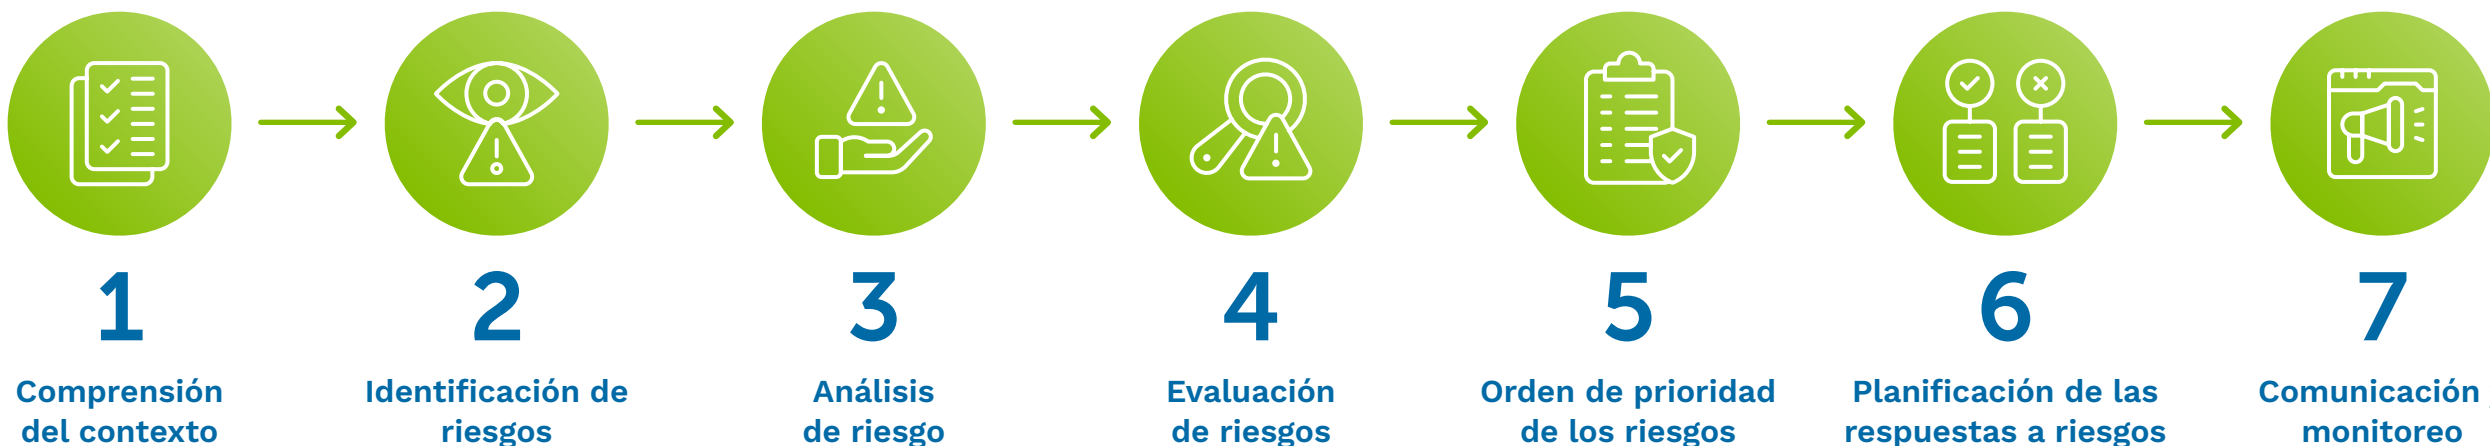 1
Comprensión
del contexto
2
Identificación de
riesgos
3
Análisis
de riesgo
4
Evaluación
de riesgos
5
Orden de prioridad
de los riesgos
6
Planificación de las
respuestas a riesgos
7
Comunicación
monitoreo